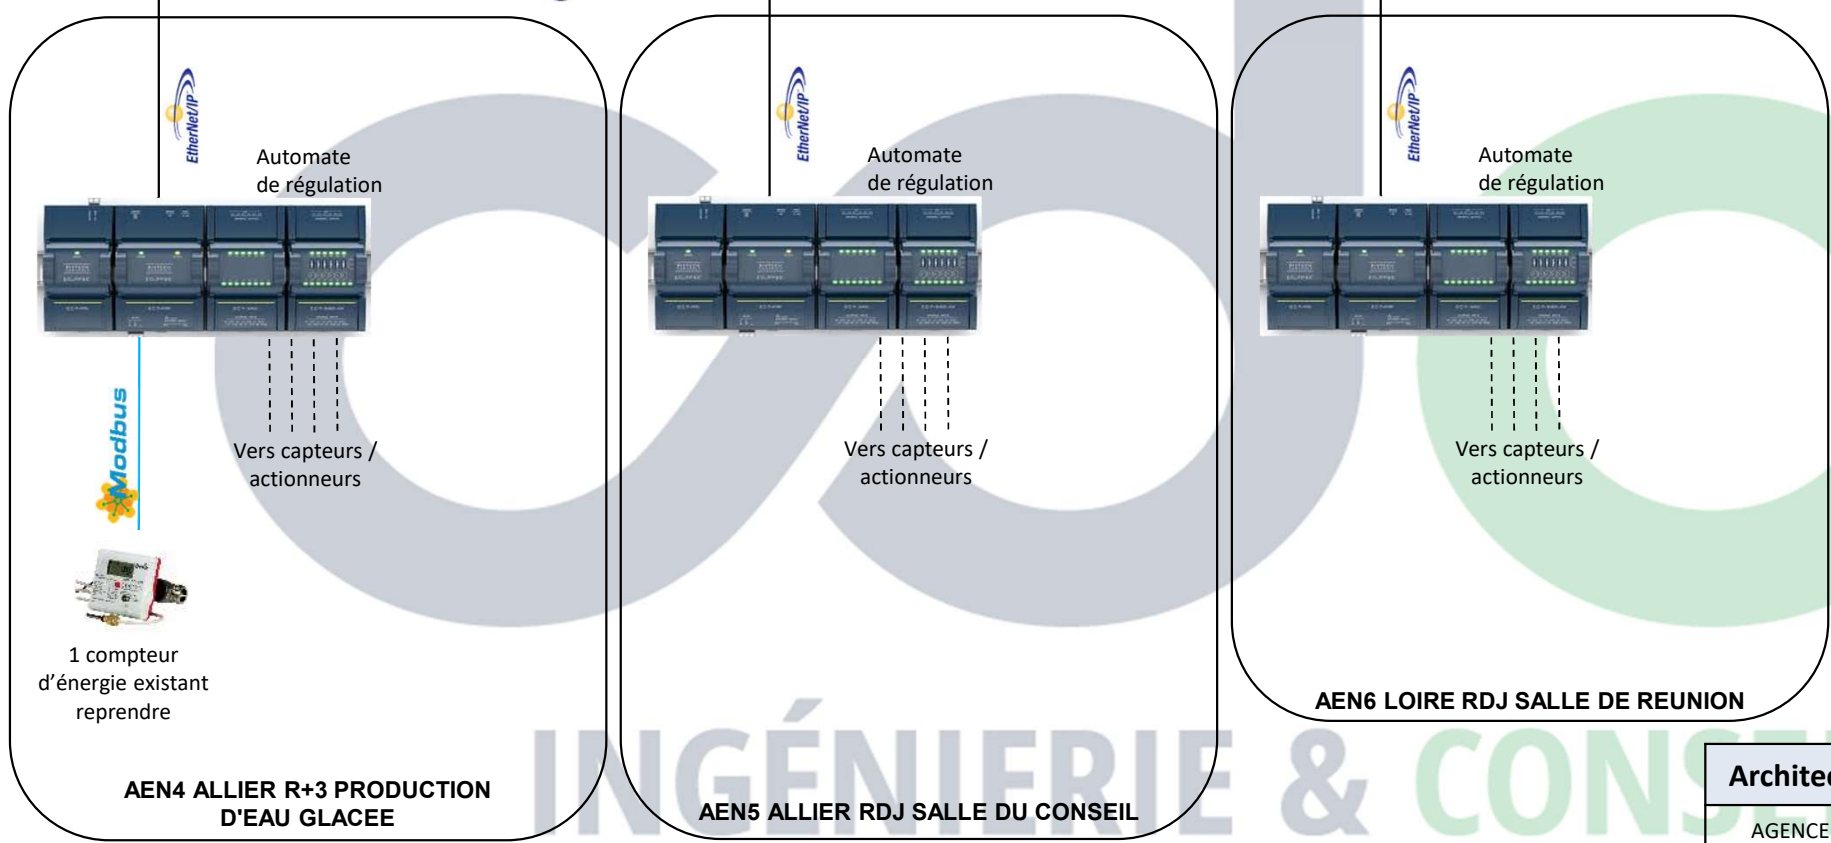 EtherNet/IP
Automate
de régulation
Modbus
Vers capteurs /
actionneurs
1 compteur
d’énergie existant
reprendre
AEN4 ALLIER R+3 PRODUCTION
D'EAU GLACEE
EtherNet/IP
Automate
de régulation
Vers capteurs /
actionneurs
AEN5 ALLIER RDJ SALLE DU CONSEIL
EtherNet/IP
Automate
de régulation
Vers capteurs /
actionneurs
AEN6 LOIRE RDJ SALLE DE REUNION
INGÉNIERIE &
Architec
AGENCE